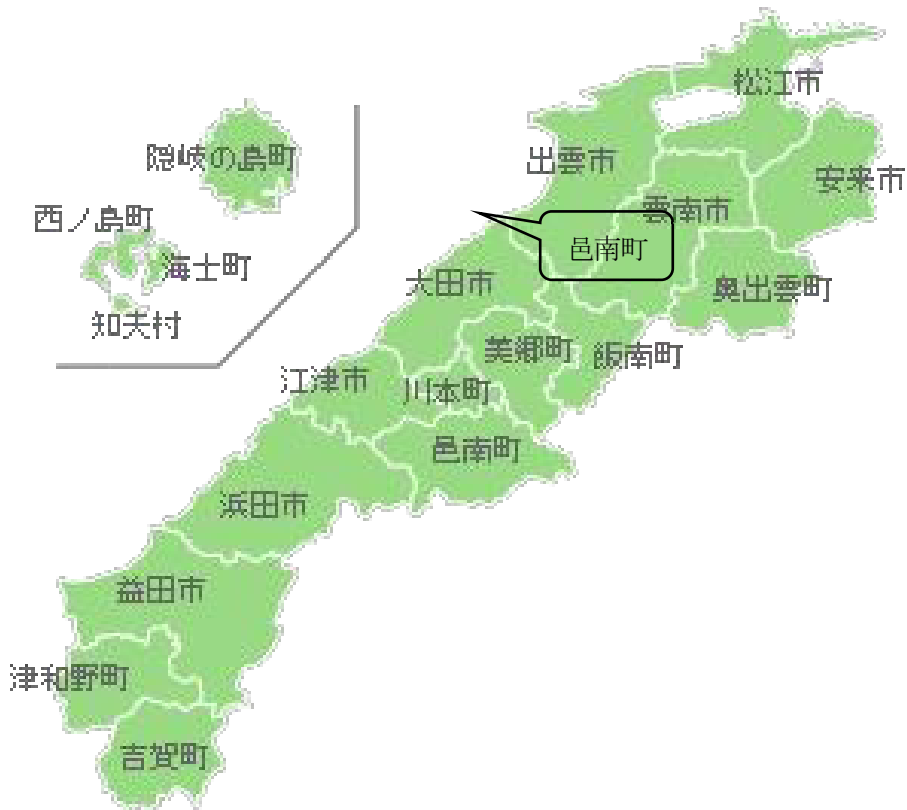 松江市
隠岐の島町
出雲市
安来市
西ノ島町
雲南市
邑南町
海士町
大田市
奥出雲町
知夫村
美郷町
飯南町
江津市
川本町
邑南町
浜田市
益田市
津和野町
吉賀町